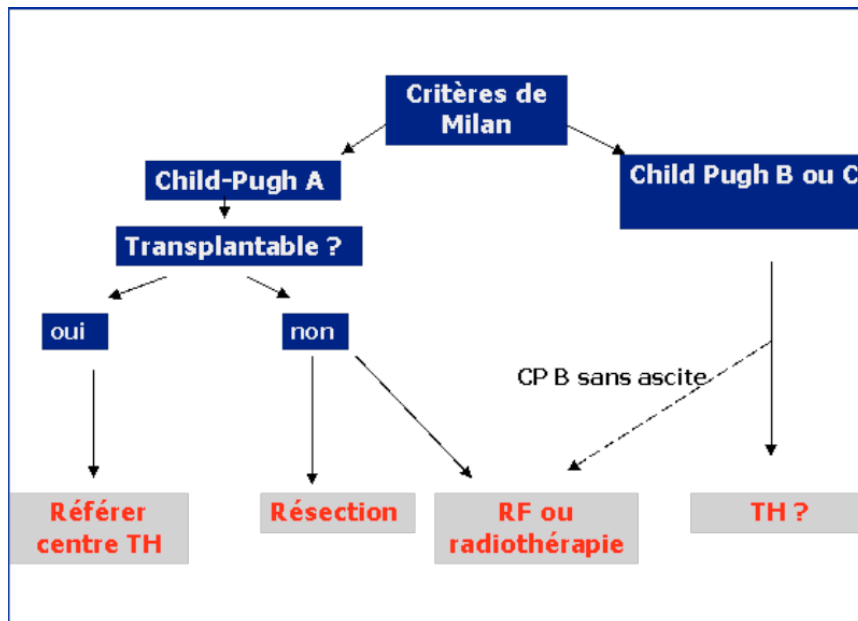 Critères de
Milan
Child-Pugh A
Child Pugh B ou C
Transplantable ?
oui
non
CP B sans ascite
Référer
centre TH
Résection
RF ou
radiothérapie
TH ?